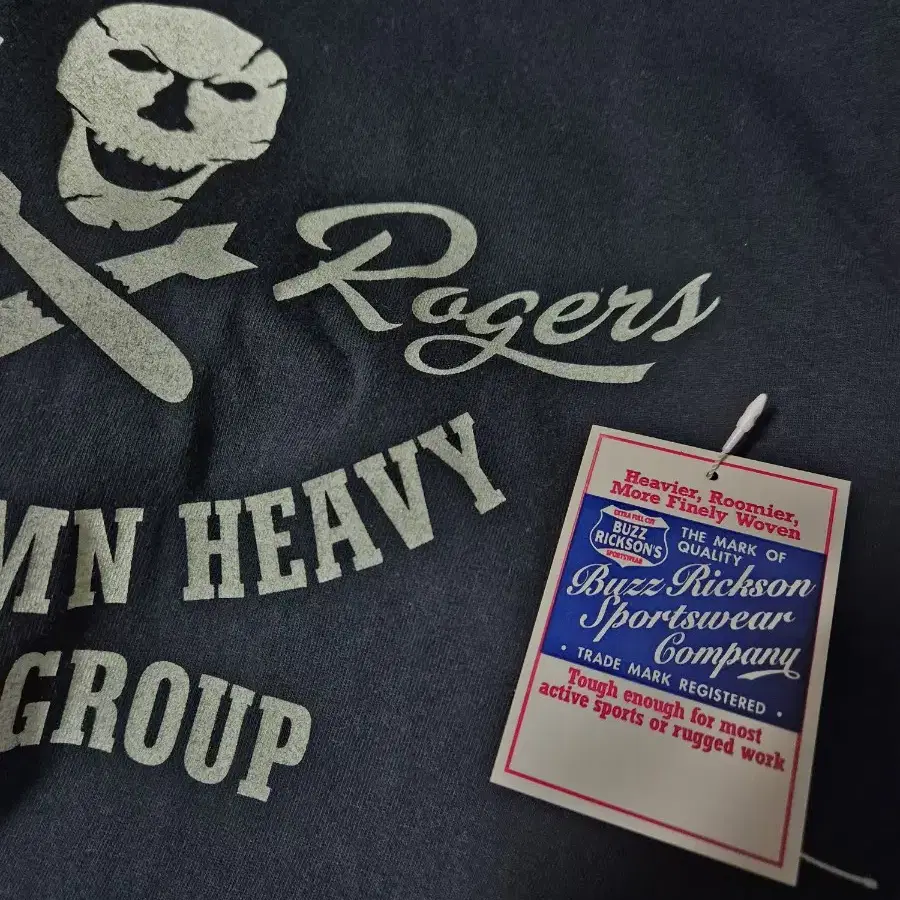 Rogers
MN HEAVY
GROUP
Heavier, Roomier,
More Finely Woven
EXTRA FULL CUT
BUZZ
RICKSON'S
SPORTSWEAR
THE MARK OF
QUALITY
Buzz Rickson
Sportswear
Company
• TRADE MARK REGISTERED •
Tough enough for most
active sports or rugged work